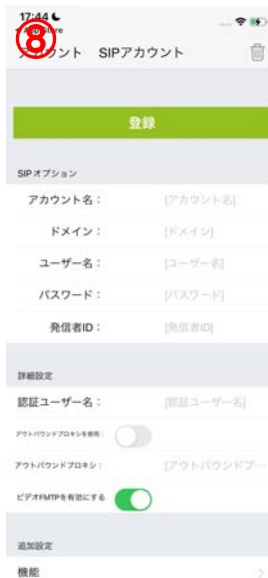 17:44
⑧
App Store
アカウント SIPアカウント
登録
SIPオプション
アカウント名： [アカウント名]
ドメイン： [ドメイン]
ユーザー名： [ユーザー名]
パスワード： [パスワード]
発信者ID： [発信者ID]
詳細設定
認証ユーザー名： [認証ユーザー名]
アウトバウンドプロキシを使用：
アウトバウンドプロキシ： [アウトバウンドプ…
ビデオFMTPを有効にする
追加設定
機能